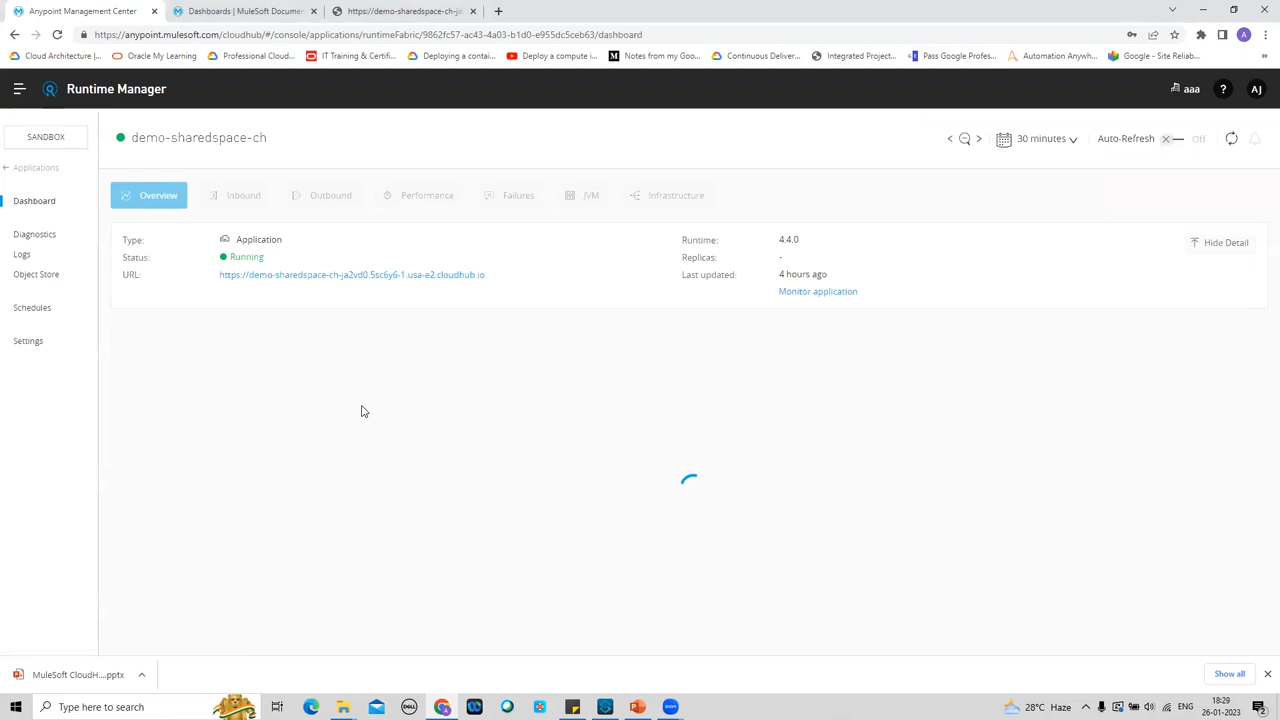 Anypoint Management Center
Dashboards | MuleSoft Documen
https://demo-sharedspace-ch-ja
https://anypoint.mulesoft.com/cloudhub/#/console/applications/runtimeFabric/9862fc57-ac43-4a03-b1d0-e955dc5ceb63/dashboard
A
Cloud Architecture |...
Oracle My Learning
Professional Cloud...
IT Training & Certifi...
Deploying a contai...
Deploy a compute i...
Notes from my Goo...
Continuous Deliver...
Integrated Project...
Pass Google Profes...
Automation Anywh...
Google - Site Reliab...
Runtime Manager
aaa
?
AJ
SANDBOX
demo-sharedspace-ch
30 minutes
Auto-Refresh
Off
Applications
Dashboard
Diagnostics
Logs
Object Store
Schedules
Settings
Overview
Inbound
Outbound
Performance
Failures
JVM
Infrastructure
Type: Application
Runtime: 4.4.0
Hide Detail
Status: Running
Replicas: -
URL: https://demo-sharedspace-ch-ja2vd0.5sc6y6-1.usa-e2.cloudhub.io
Last updated: 4 hours ago
Monitor application
MuleSoft CloudH....pptx
Show all
Type here to search
DELL
zoom
28°C Haze
ENG
18:29
26-01-2023
2